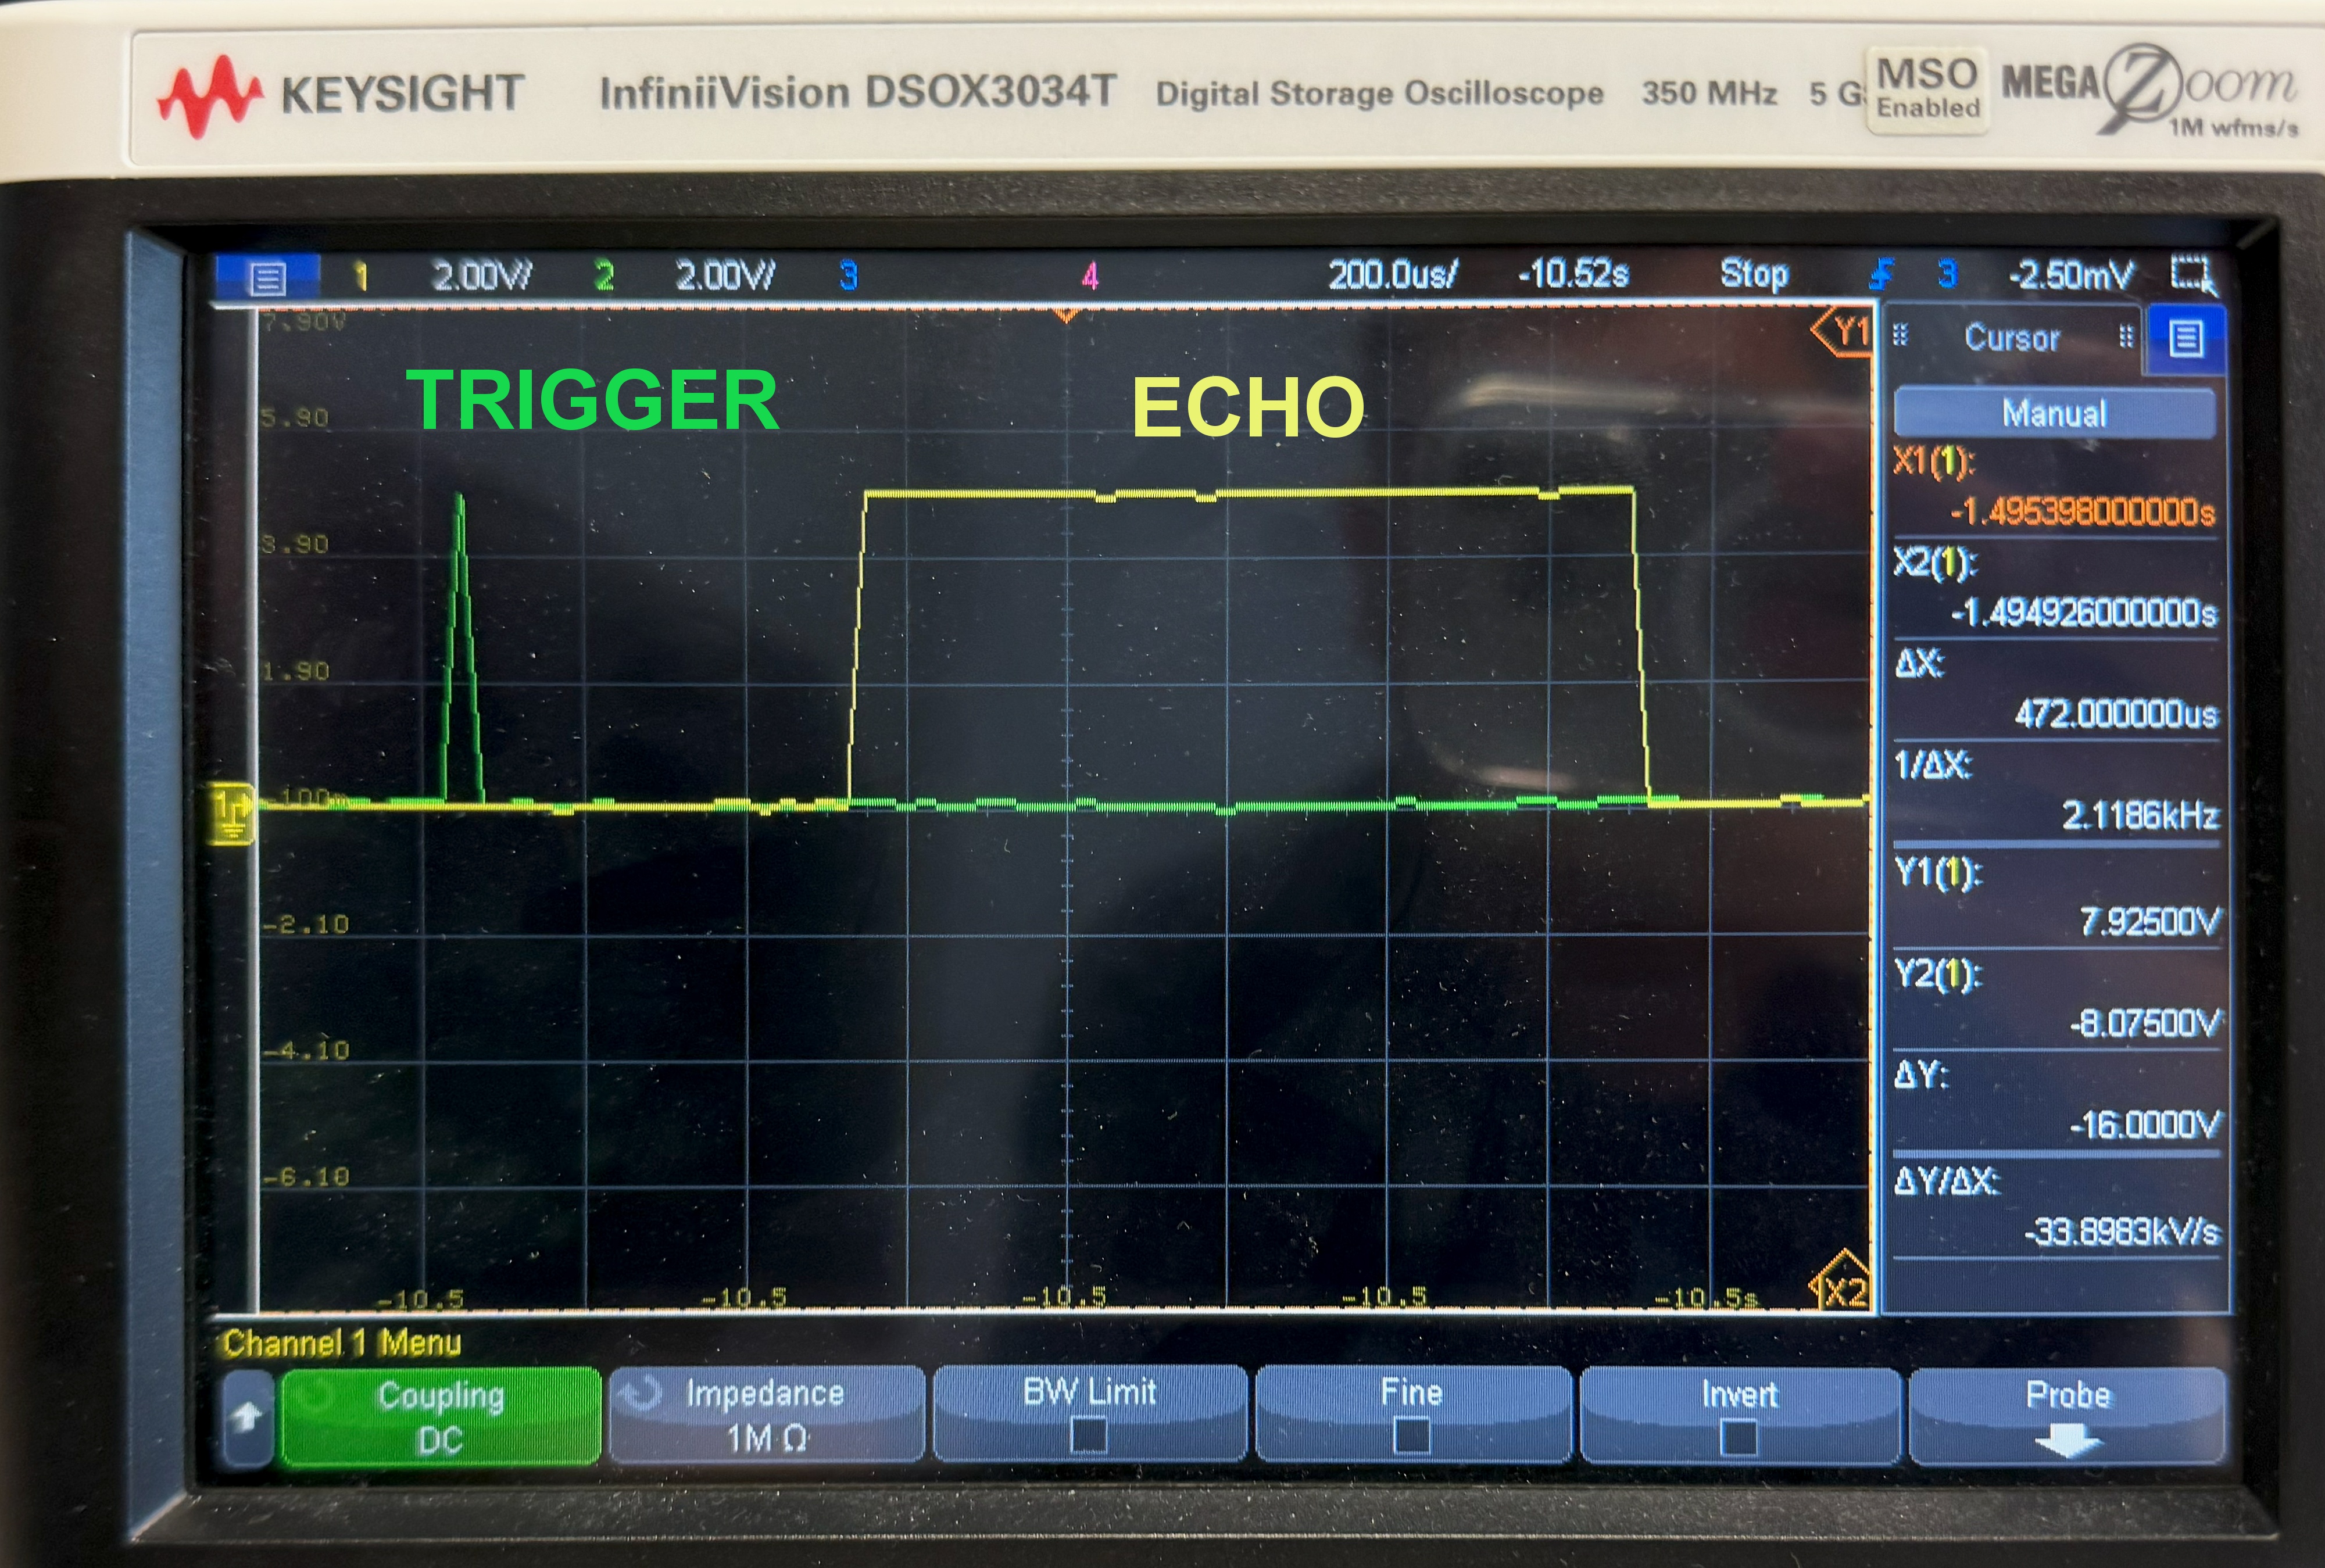 KEYSIGHT InfiniiVision DSOX3034T Digital Storage Oscilloscope 350 MHz 5 G
MSO
Enabled
MEGA Zoom
1M wfms/s
1 2.00V/ 2 2.00V/ 3 4 200.0us/ -10.52s Stop 3 -2.50mV
7.90V
TRIGGER
ECHO
5.90
3.90
1.90
-100m
-2.10
-4.10
-6.10
-10.5 -10.5 -10.5 -10.5 -10.5s
Y1
X2
1
Cursor
Manual
X1(1):
-1.495398000000s
X2(1):
-1.494926000000s
ΔX:
472.000000us
1/ΔX:
2.1186kHz
Y1(1):
7.92500V
Y2(1):
-8.07500V
ΔY:
-16.0000V
ΔY/ΔX:
-33.8983kV/s
Channel 1 Menu
Coupling
DC
Impedance
1M Ω
BW Limit
Fine
Invert
Probe